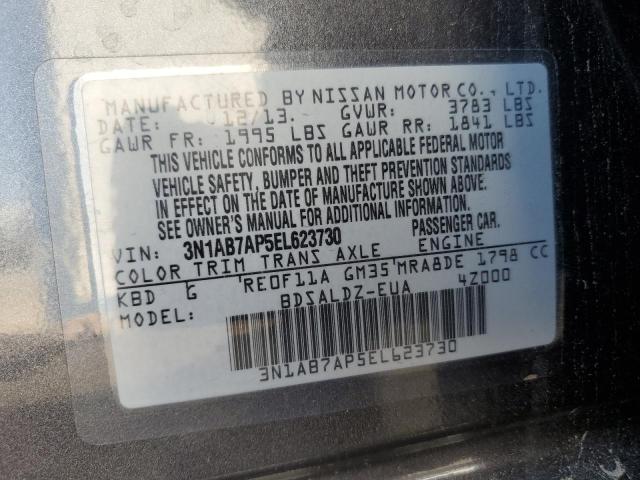 MANUFACTURED BY NISSAN MOTOR CO., LTD.
DATE: 12/13. GVWR: 3783 LBS
GAWR FR: 1995 LBS GAWR RR: 1841 LBS
THIS VEHICLE CONFORMS TO ALL APPLICABLE FEDERAL MOTOR
VEHICLE SAFETY, BUMPER AND THEFT PREVENTION STANDARDS
IN EFFECT ON THE DATE OF MANUFACTURE SHOWN ABOVE.
SEE OWNER'S MANUAL FOR ADDITIONAL INFORMATION.
VIN: 3N1AB7AP5EL623730 PASSENGER CAR.
COLOR TRIM TRANS AXLE ENGINE
KBD G RE0F11A GM35 MRA8DE 1798 CC
MODEL: BDSALDZ-EUA 4Z000
3N1AB7AP5EL623730